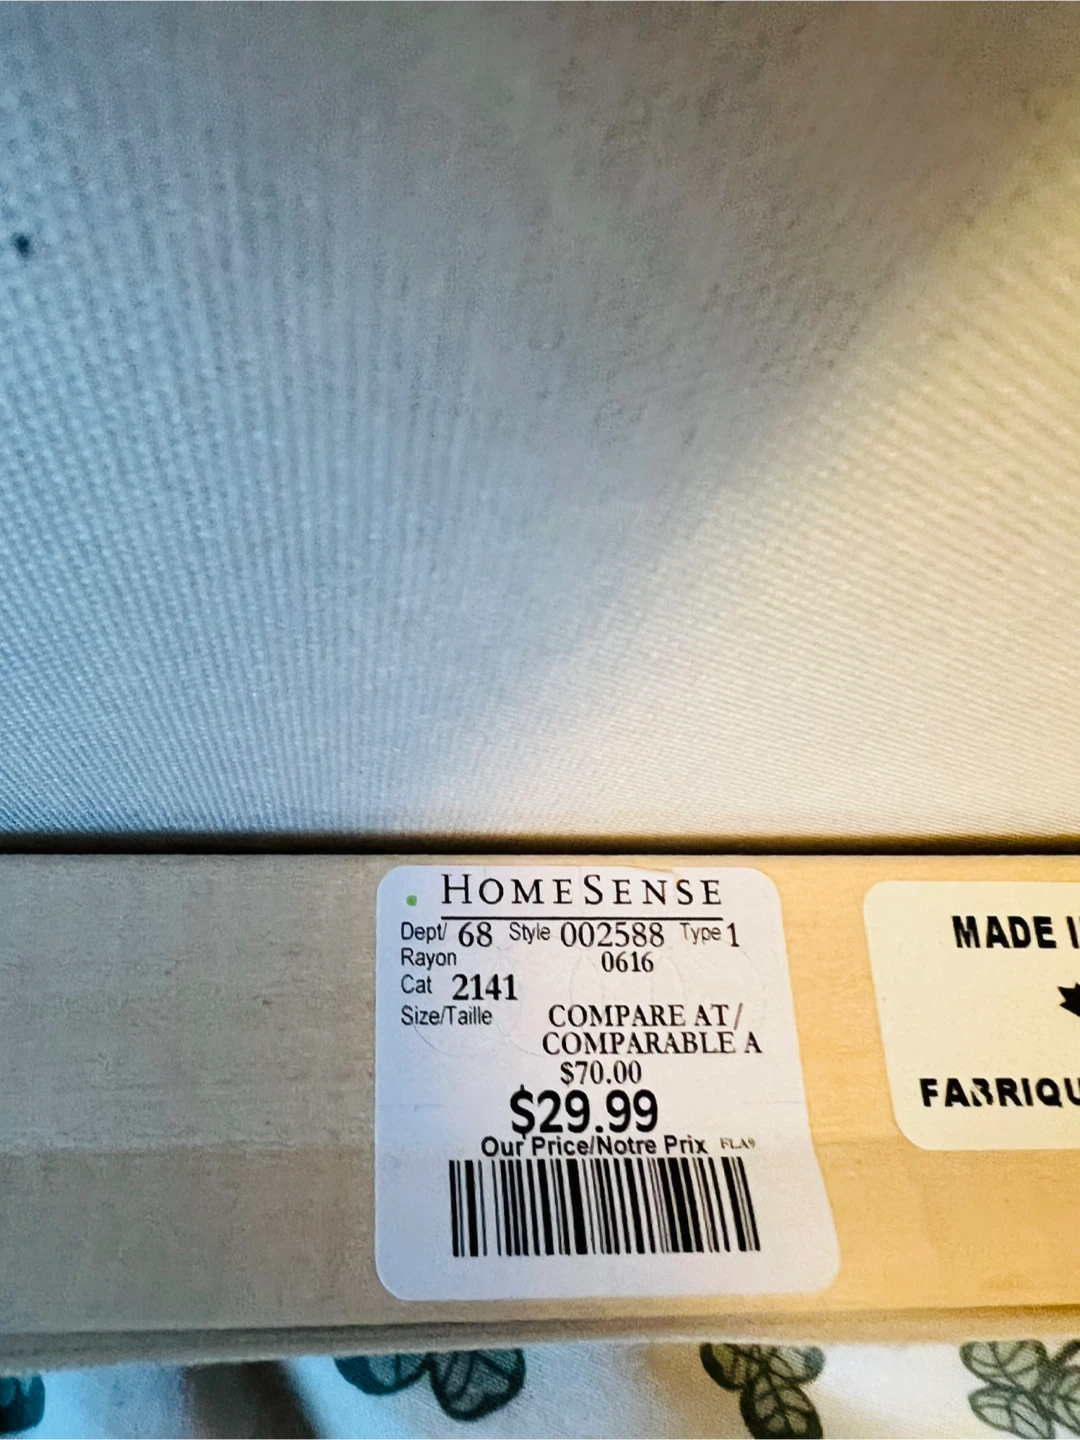 HOMESENSE
Dept/ 68 Style 002588 Type 1
Rayon 0616
Cat 2141
Size/Taille COMPARE AT/
COMPARABLE A
$70.00
$29.99
Our Price/Notre Prix FLA9
MADE
FABRIQU